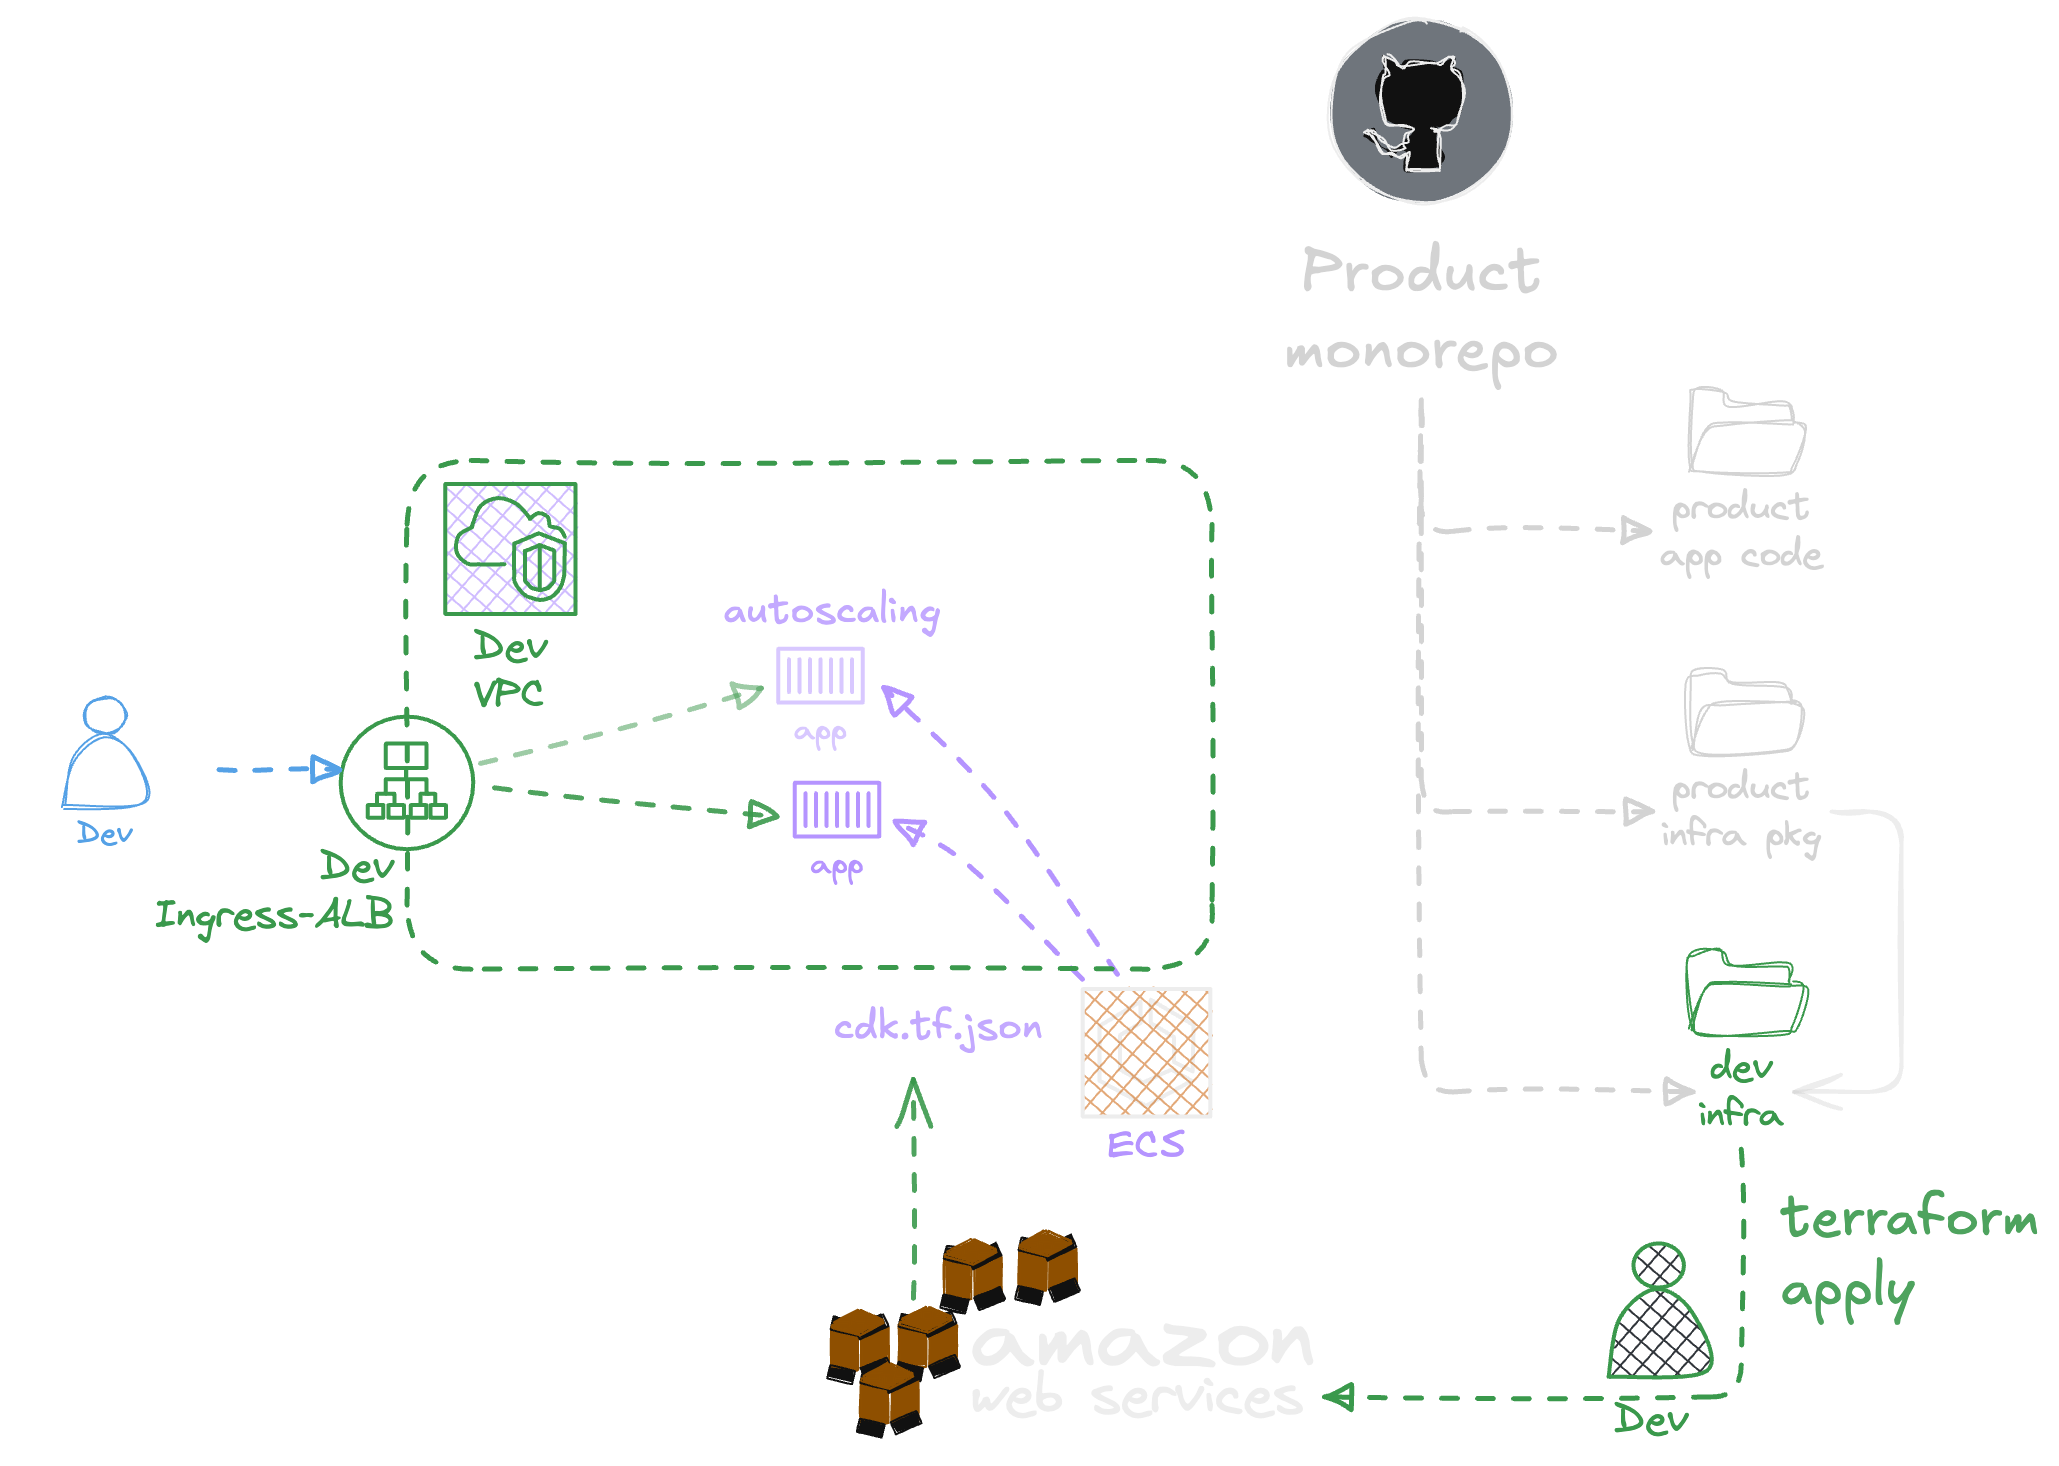 Product
monorepo
product
app code
autoscaling
Dev
VPC
app
product
infra pkg
Dev
app
Dev
Ingress-ALB
cdk.tf.json
dev
infra
ECS
terraform
apply
amazon
web services
Dev